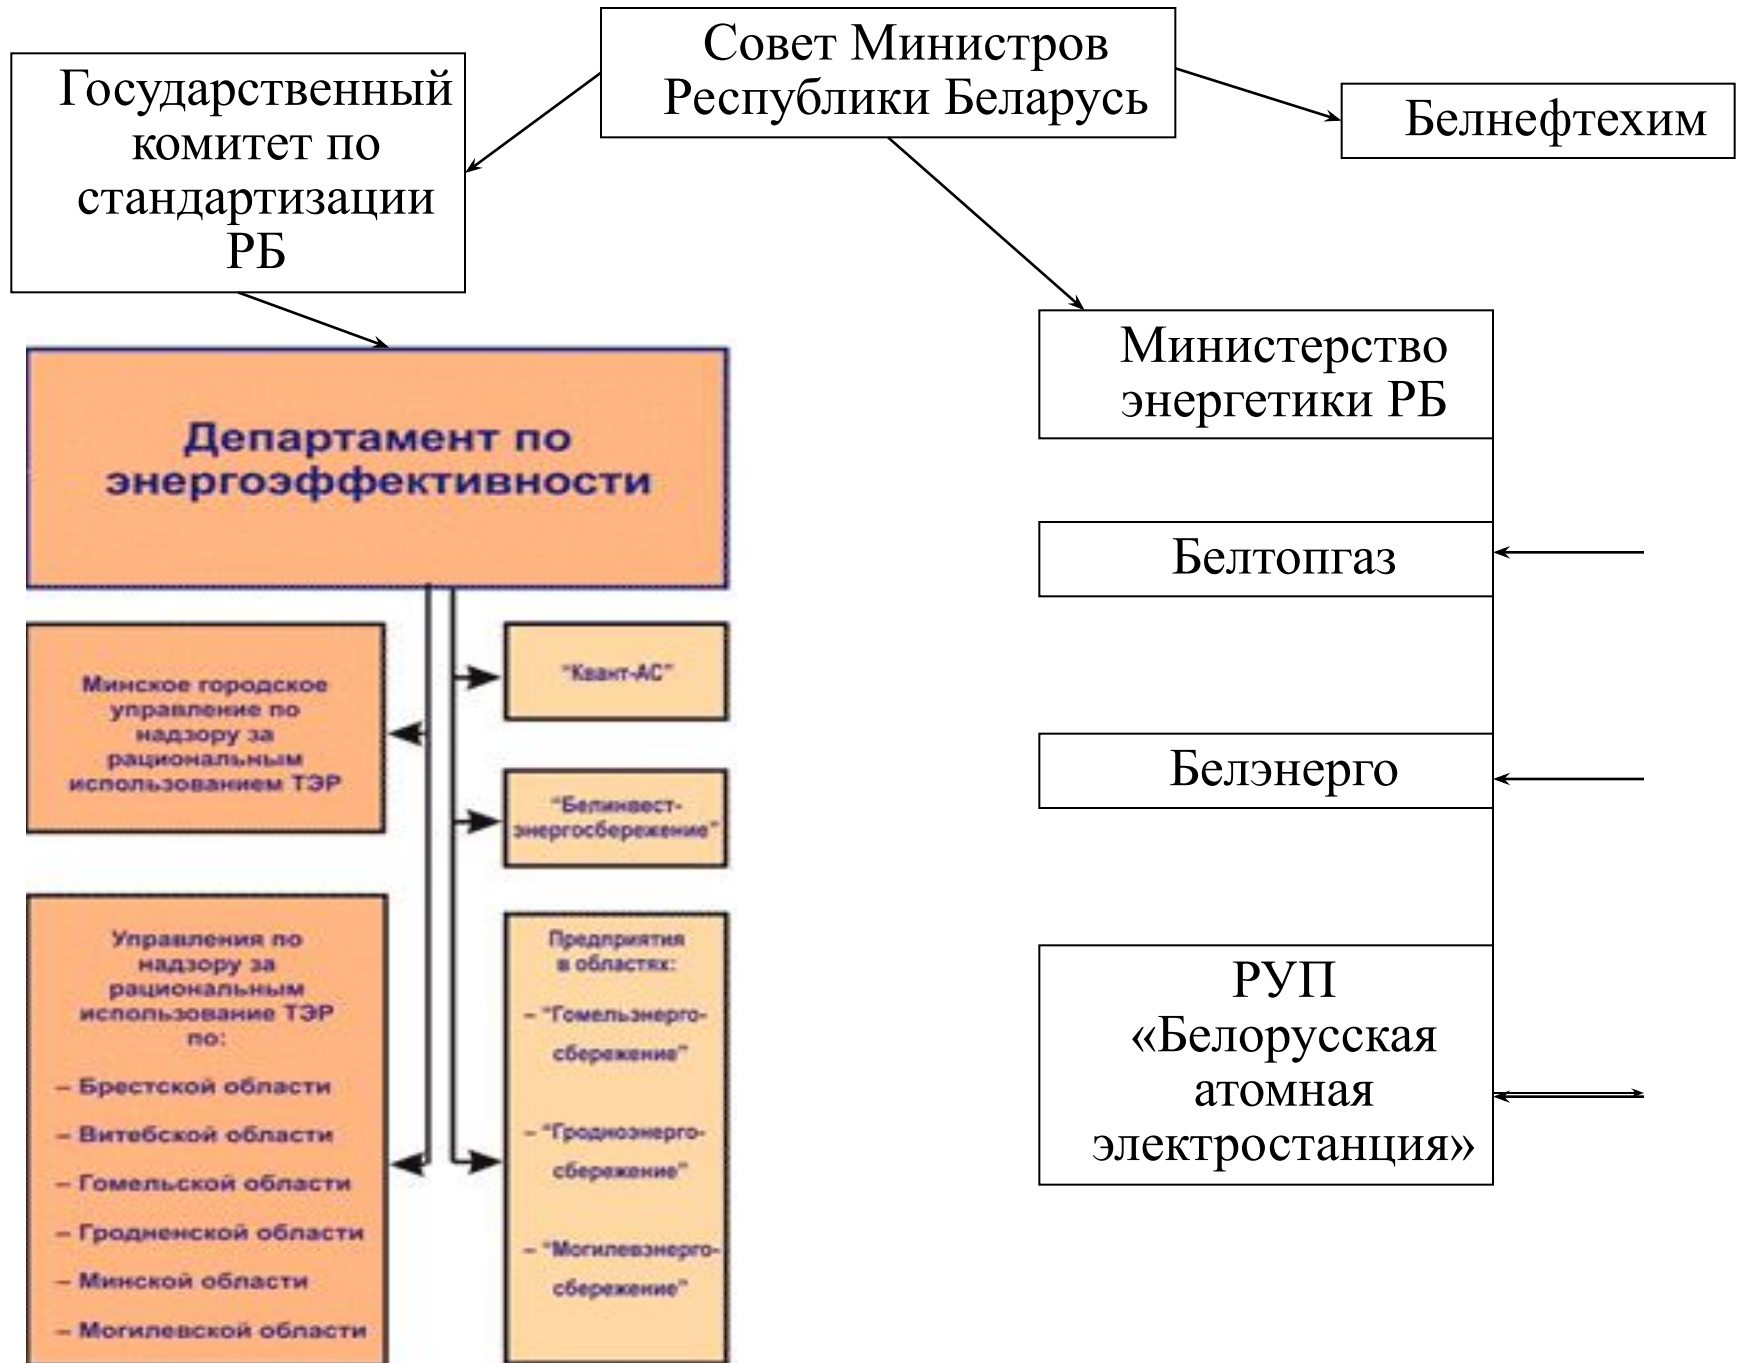 Совет Министров
Республики Беларусь
Государственный
комитет по
стандартизации
РБ
Белнефтехим
Министерство
энергетики РБ
Департамент по
энергоэффективности
Белтопгаз
Минское городское
управление по
надзору за
рациональным
использованием ТЭР
"Квант-АС"
"Белинвест-
энергосбережение"
Белэнерго
Управления по
надзору за
рациональным
использование ТЭР
по:
– Брестской области
– Витебской области
– Гомельской области
– Гродненской области
– Минской области
– Могилевской области
Предприятия
в областях:
– "Гомельэнерго-
сбережение"
– "Гродноэнерго-
сбережение"
– "Могилевэнерго-
сбережение"
РУП
«Белорусская
атомная
электростанция»